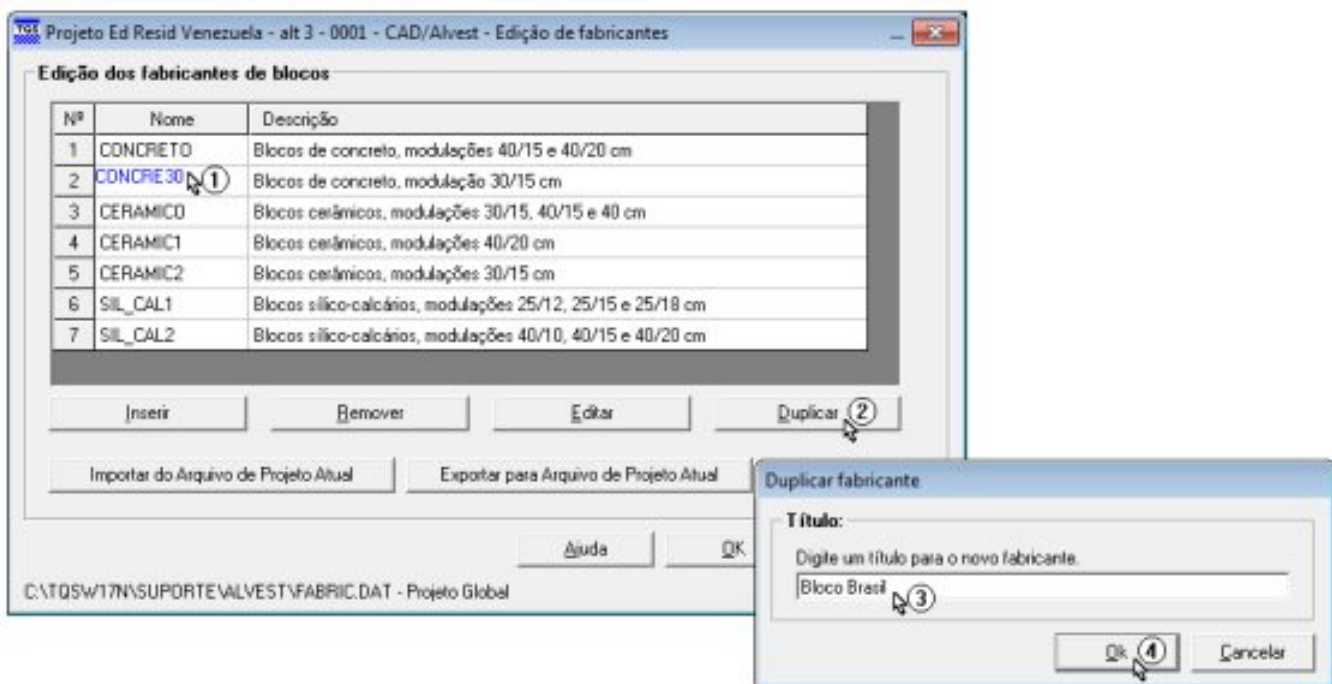 TQS Projeto Ed Resid Venezuela - alt 3 - 0001 - CAD/Alvest - Edição de fabricantes
Edição dos fabricantes de blocos
Nº Nome Descrição
1 CONCRETO Blocos de concreto, modulações 40/15 e 40/20 cm
2 CONCRE30 1 Blocos de concreto, modulação 30/15 cm
3 CERAMICO Blocos cerâmicos, modulações 30/15, 40/15 e 40 cm
4 CERAMIC1 Blocos cerâmicos, modulações 40/20 cm
5 CERAMIC2 Blocos cerâmicos, modulações 30/15 cm
6 SIL_CAL1 Blocos sílico-calcários, modulações 25/12, 25/15 e 25/18 cm
7 SIL_CAL2 Blocos sílico-calcários, modulações 40/10, 40/15 e 40/20 cm
Inserir Remover Editar Duplicar 2
Importar do Arquivo de Projeto Atual Exportar para Arquivo de Projeto Atual
Ajuda OK
C:\TQSW17N\SUPORTE\ALVEST\FABRIC.DAT - Projeto Global
Duplicar fabricante
Título:
Digite um título para o novo fabricante.
Bloco Brasil 3
Ok 4 Cancelar